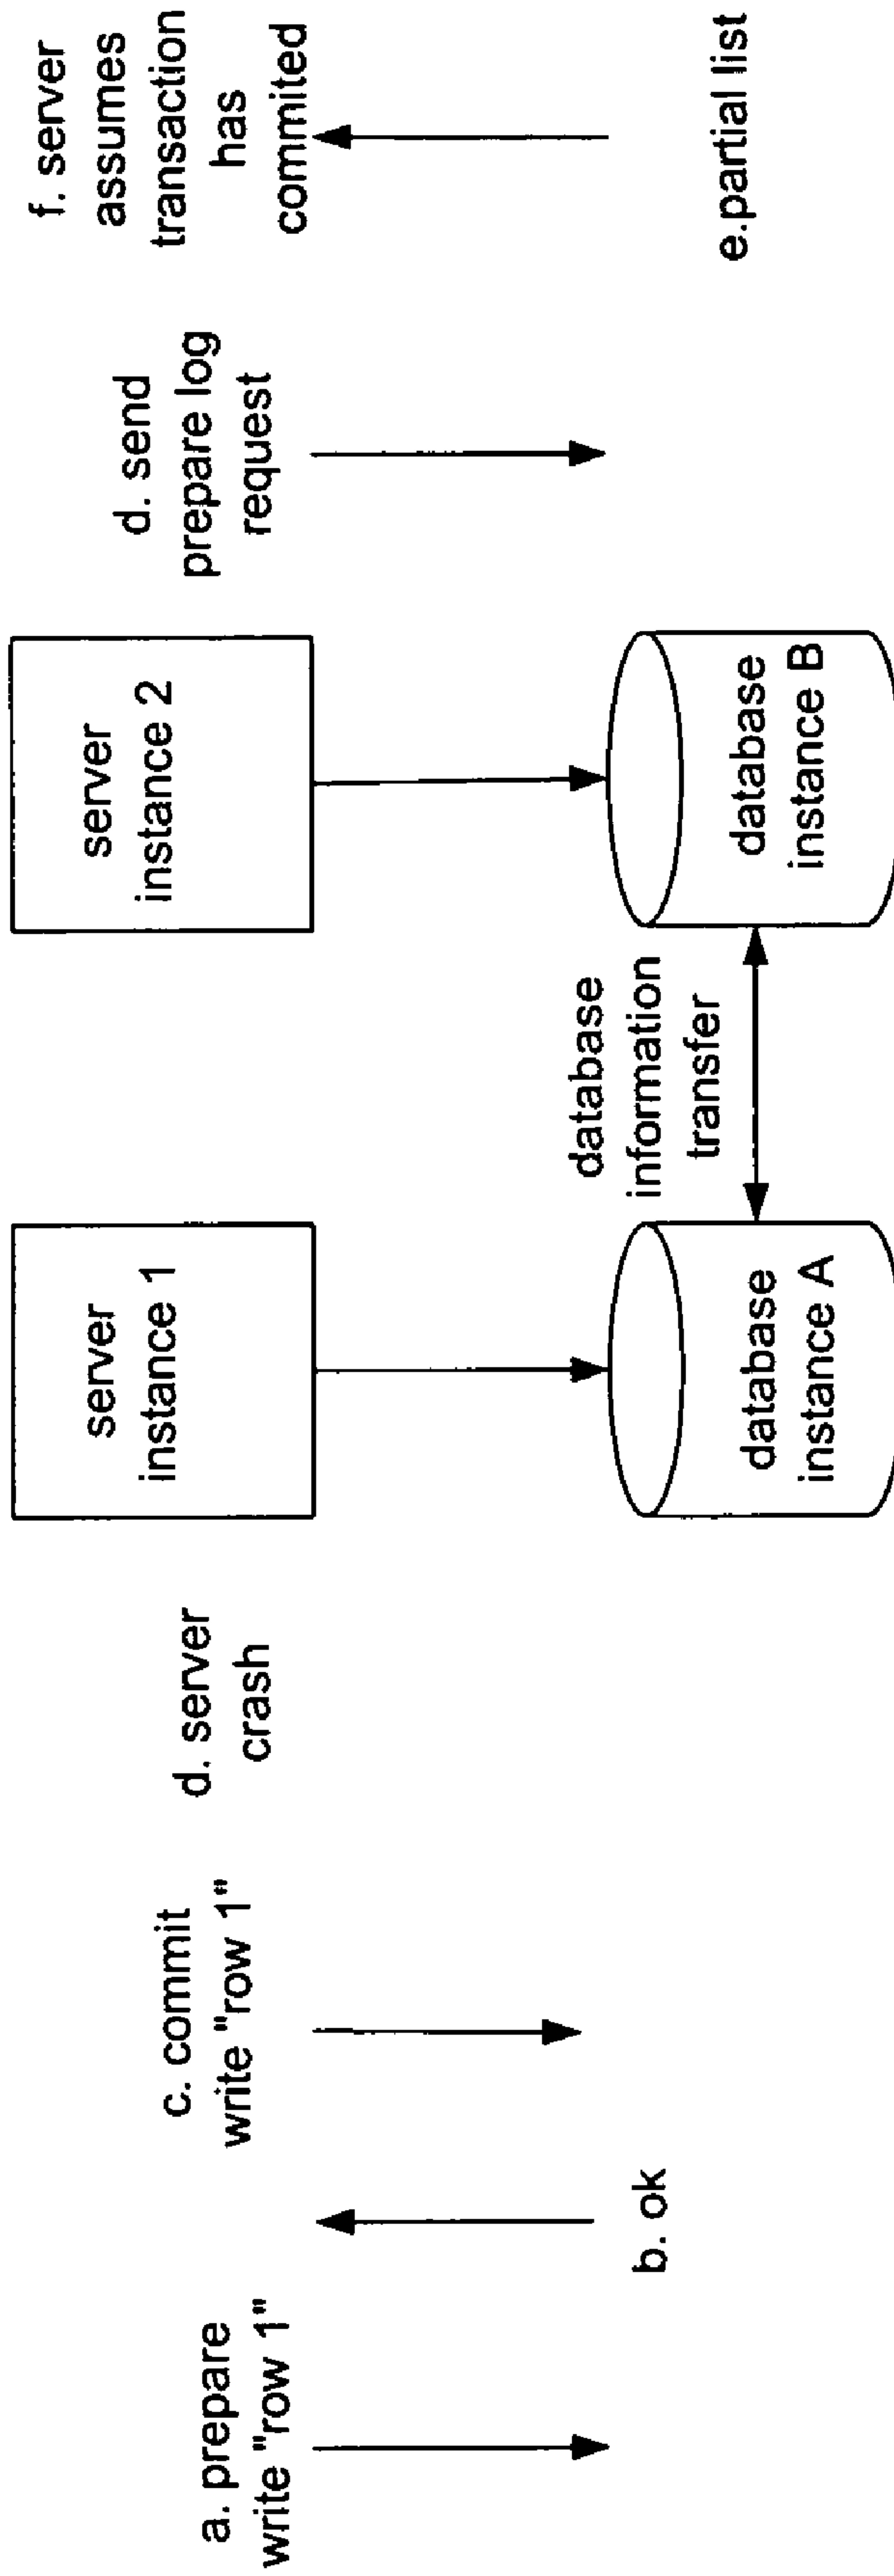 a. prepare
write "row 1"
b. ok
c. commit
write "row 1"
d. server
crash
server
instance 1
database
instance A
database
information
transfer
server
instance 2
database
instance B
d. send
prepare log
request
f. server
assumes
transaction
has
commited
e.partial list